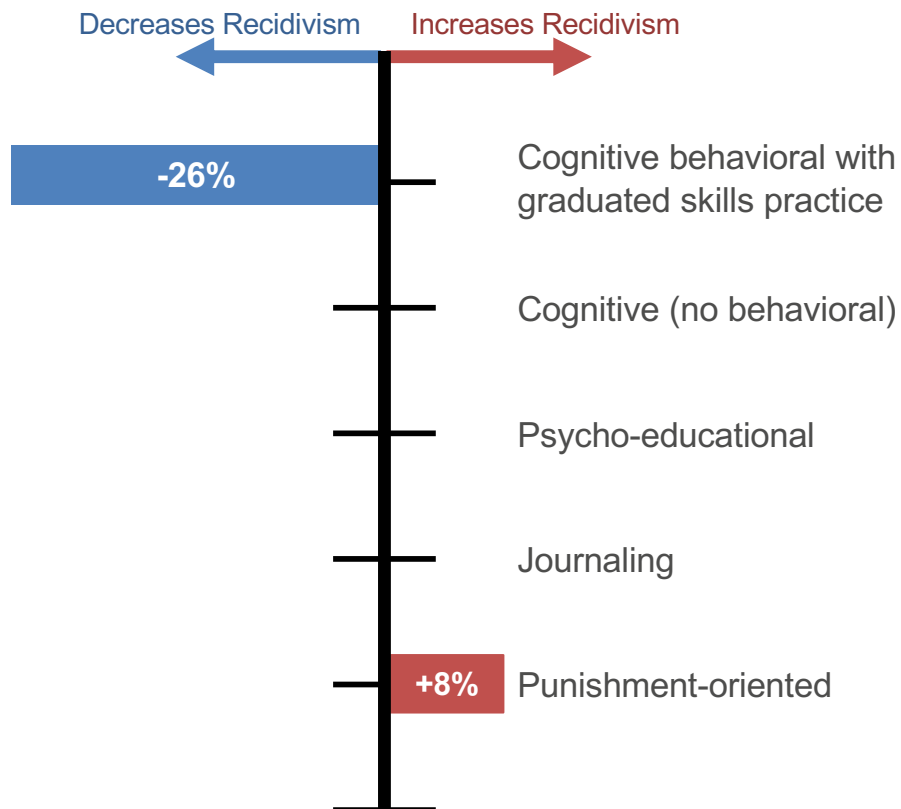 Decreases Recidivism
Increases Recidivism
-26%
Cognitive behavioral with
graduated skills practice
Cognitive (no behavioral)
Psycho-educational
Journaling
+8%
Punishment-oriented